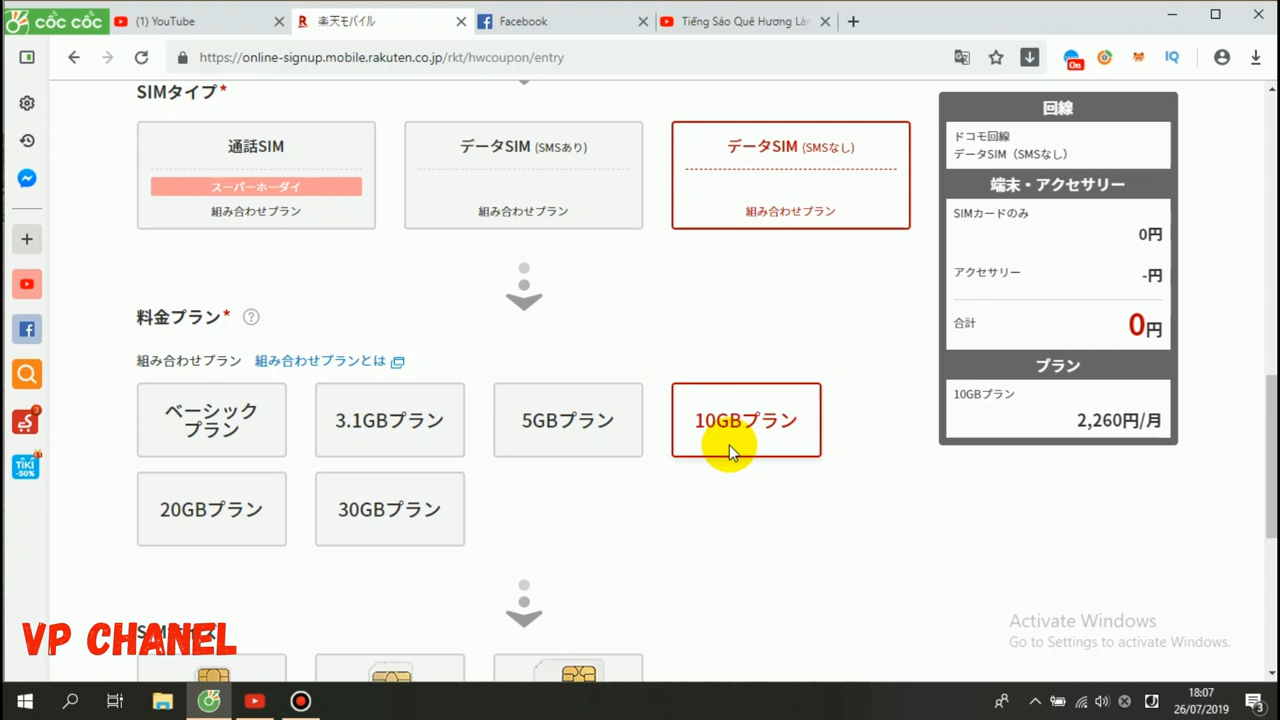 cốc cốc
(1) YouTube
楽天モバイル
Facebook
Tiếng Sáo Quê Hương Làn
https://online-signup.mobile.rakuten.co.jp/rkt/hwcoupon/entry
On
IQ
SIMタイプ*
通話SIM
スーパーホーダイ
組み合わせプラン
データSIM (SMSあり)
組み合わせプラン
データSIM (SMSなし)
組み合わせプラン
料金プラン* ?
組み合わせプラン 組み合わせプランとは
ベーシック
プラン
3.1GBプラン
5GBプラン
10GBプラン
20GBプラン
30GBプラン
回線
ドコモ回線
データSIM（SMSなし）
端末・アクセサリー
SIMカードのみ
0円
アクセサリー
-円
合計
0円
プラン
10GBプラン
2,260円/月
3
TIKI
-50%
VP CHANEL
Activate Windows
Go to Settings to activate Windows.
18:07
26/07/2019
3